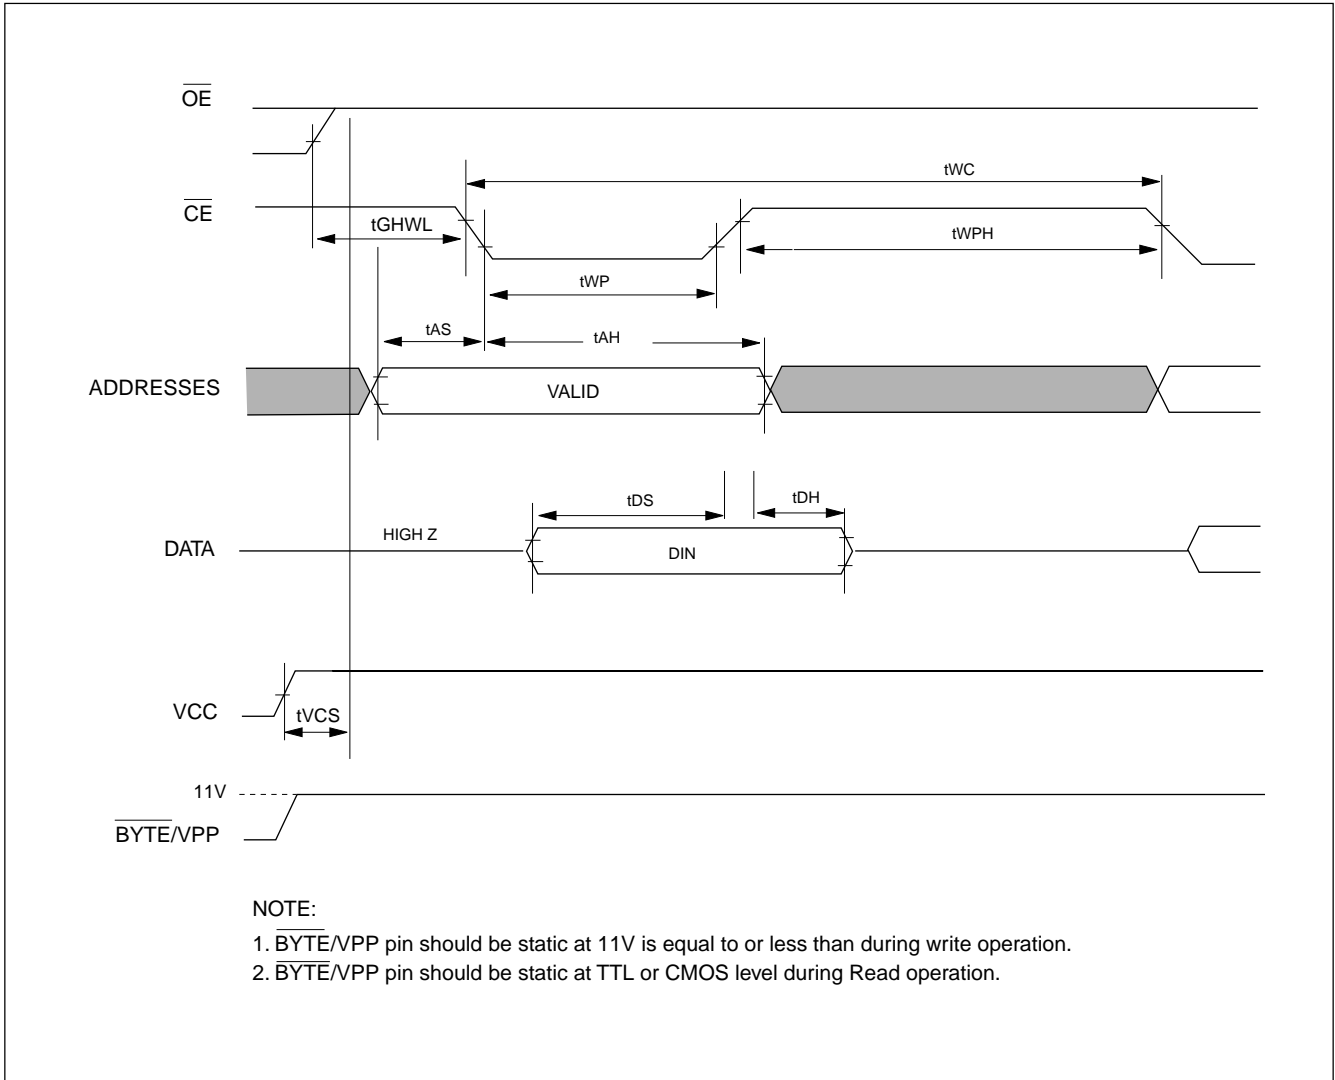 OE
tWC
CE
tGHWL
tWPH
tWP
tAS
tAH
ADDRESSES
VALID
tDS
tDH
HIGH Z
DATA
DIN
VCC
tVCS
11V
BYTE/VPP
NOTE:
1. BYTE/VPP pin should be static at 11V is equal to or less than during write operation.
2. BYTE/VPP pin should be static at TTL or CMOS level during Read operation.